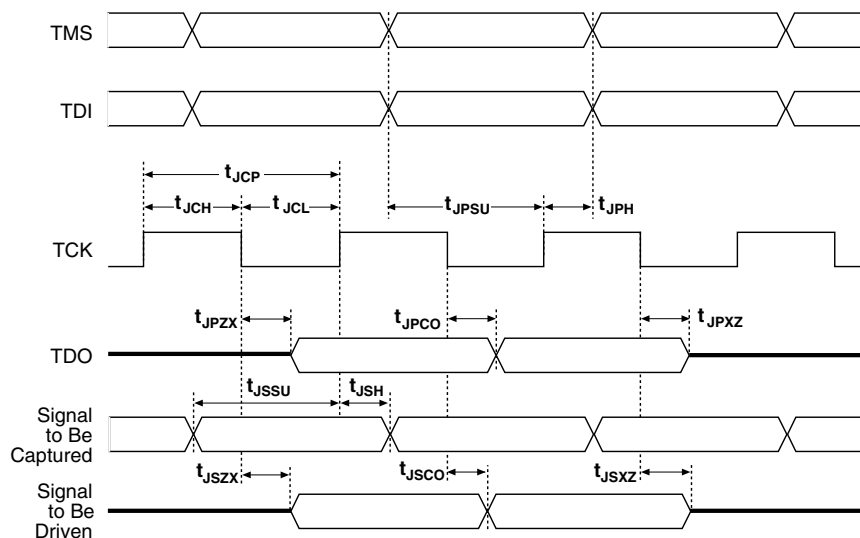 TMS
TDI
tJCP
tJCH tJCL tJPSU tJPH
TCK
tJPZX tJPCO tJPXZ
TDO
tJSSU tJSH
Signal
to Be
Captured
tJSZX tJSCO tJSXZ
Signal
to Be
Driven